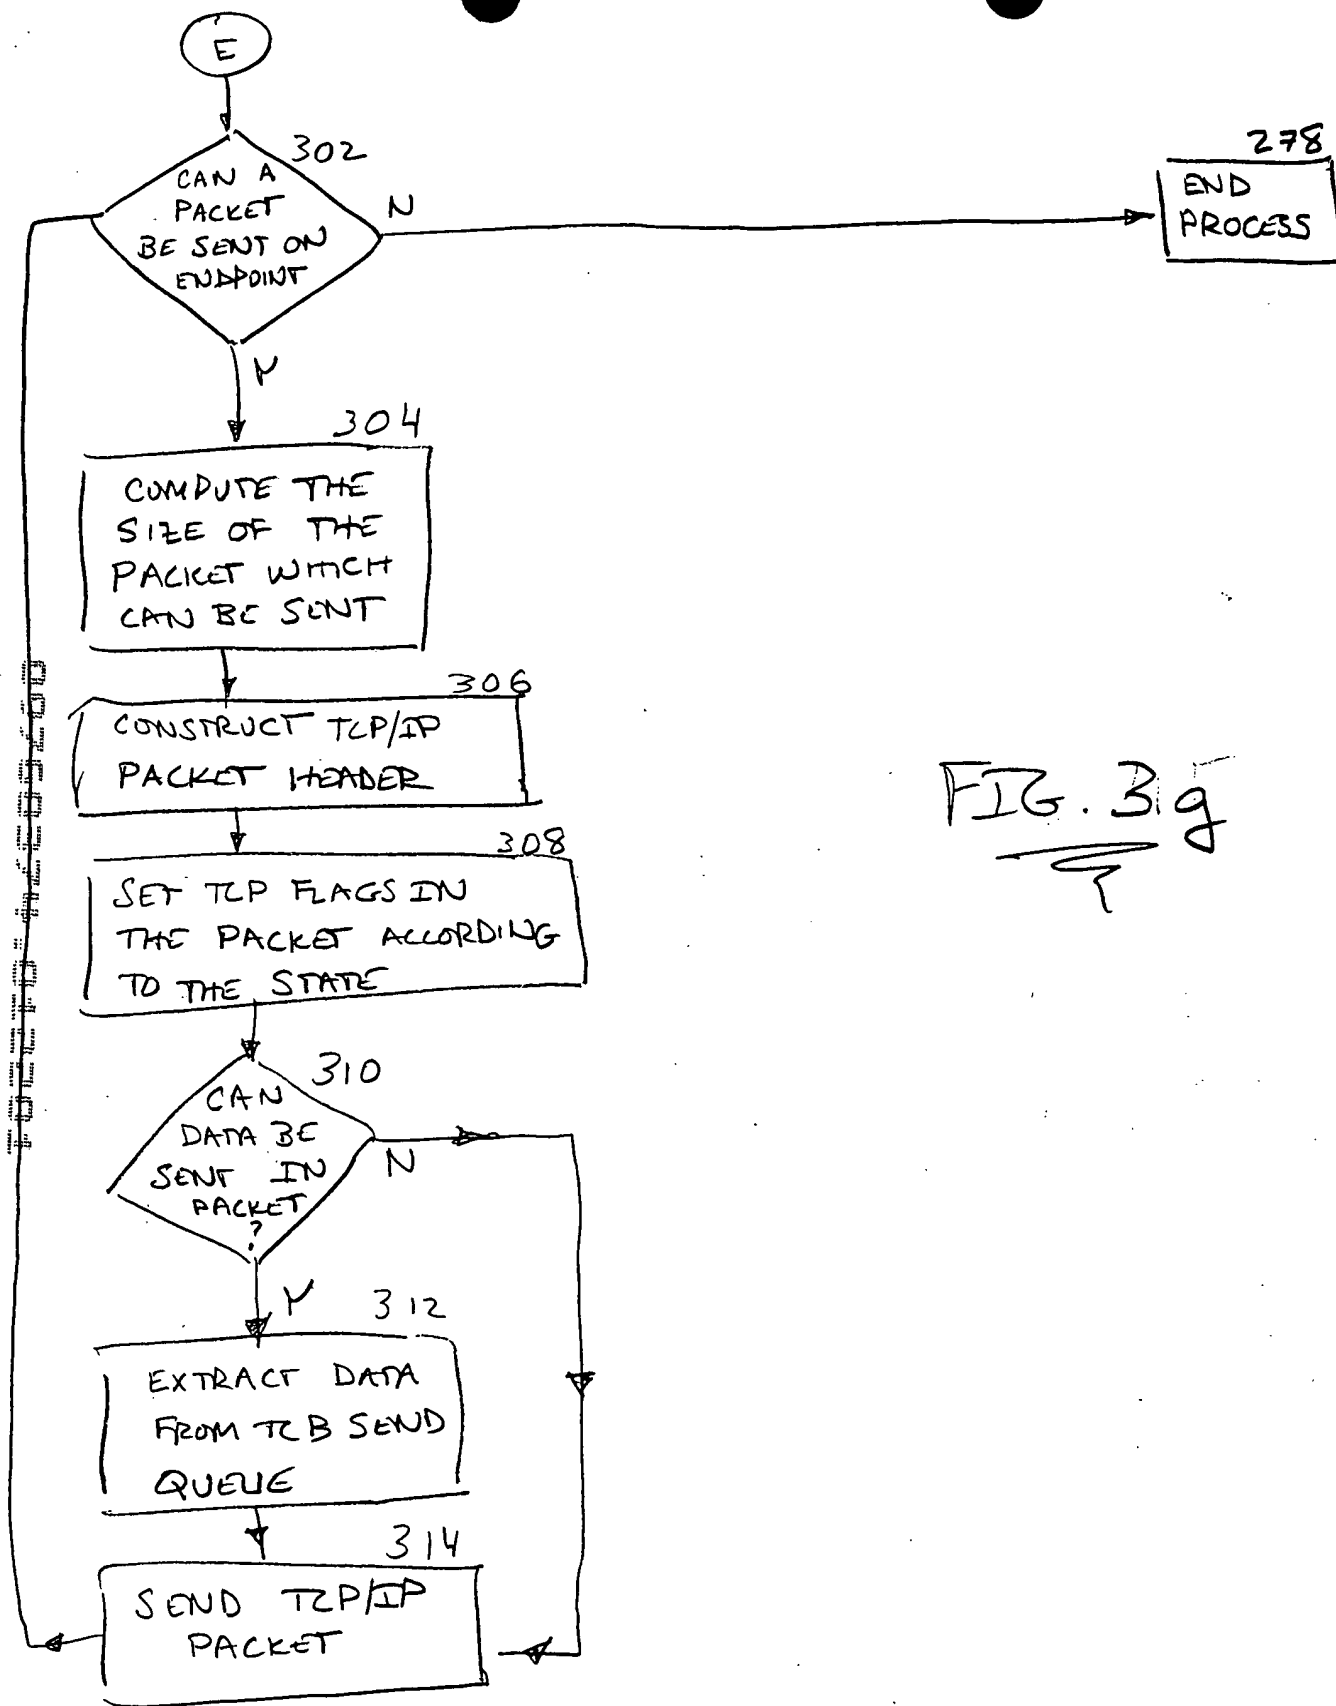 E
302
CAN A
PACKET
BE SENT ON
ENDPOINT
N
278
END
PROCESS
Y
304
COMPUTE THE
SIZE OF THE
PACKET WHICH
CAN BE SENT
306
CONSTRUCT TCP/IP
PACKET HEADER
308
SET TCP FLAGS IN
THE PACKET ACCORDING
TO THE STATE
FIG. 3g
310
CAN
DATA BE
SENT IN
PACKET
?
N
Y
312
EXTRACT DATA
FROM TCB SEND
QUEUE
314
SEND TCP/IP
PACKET